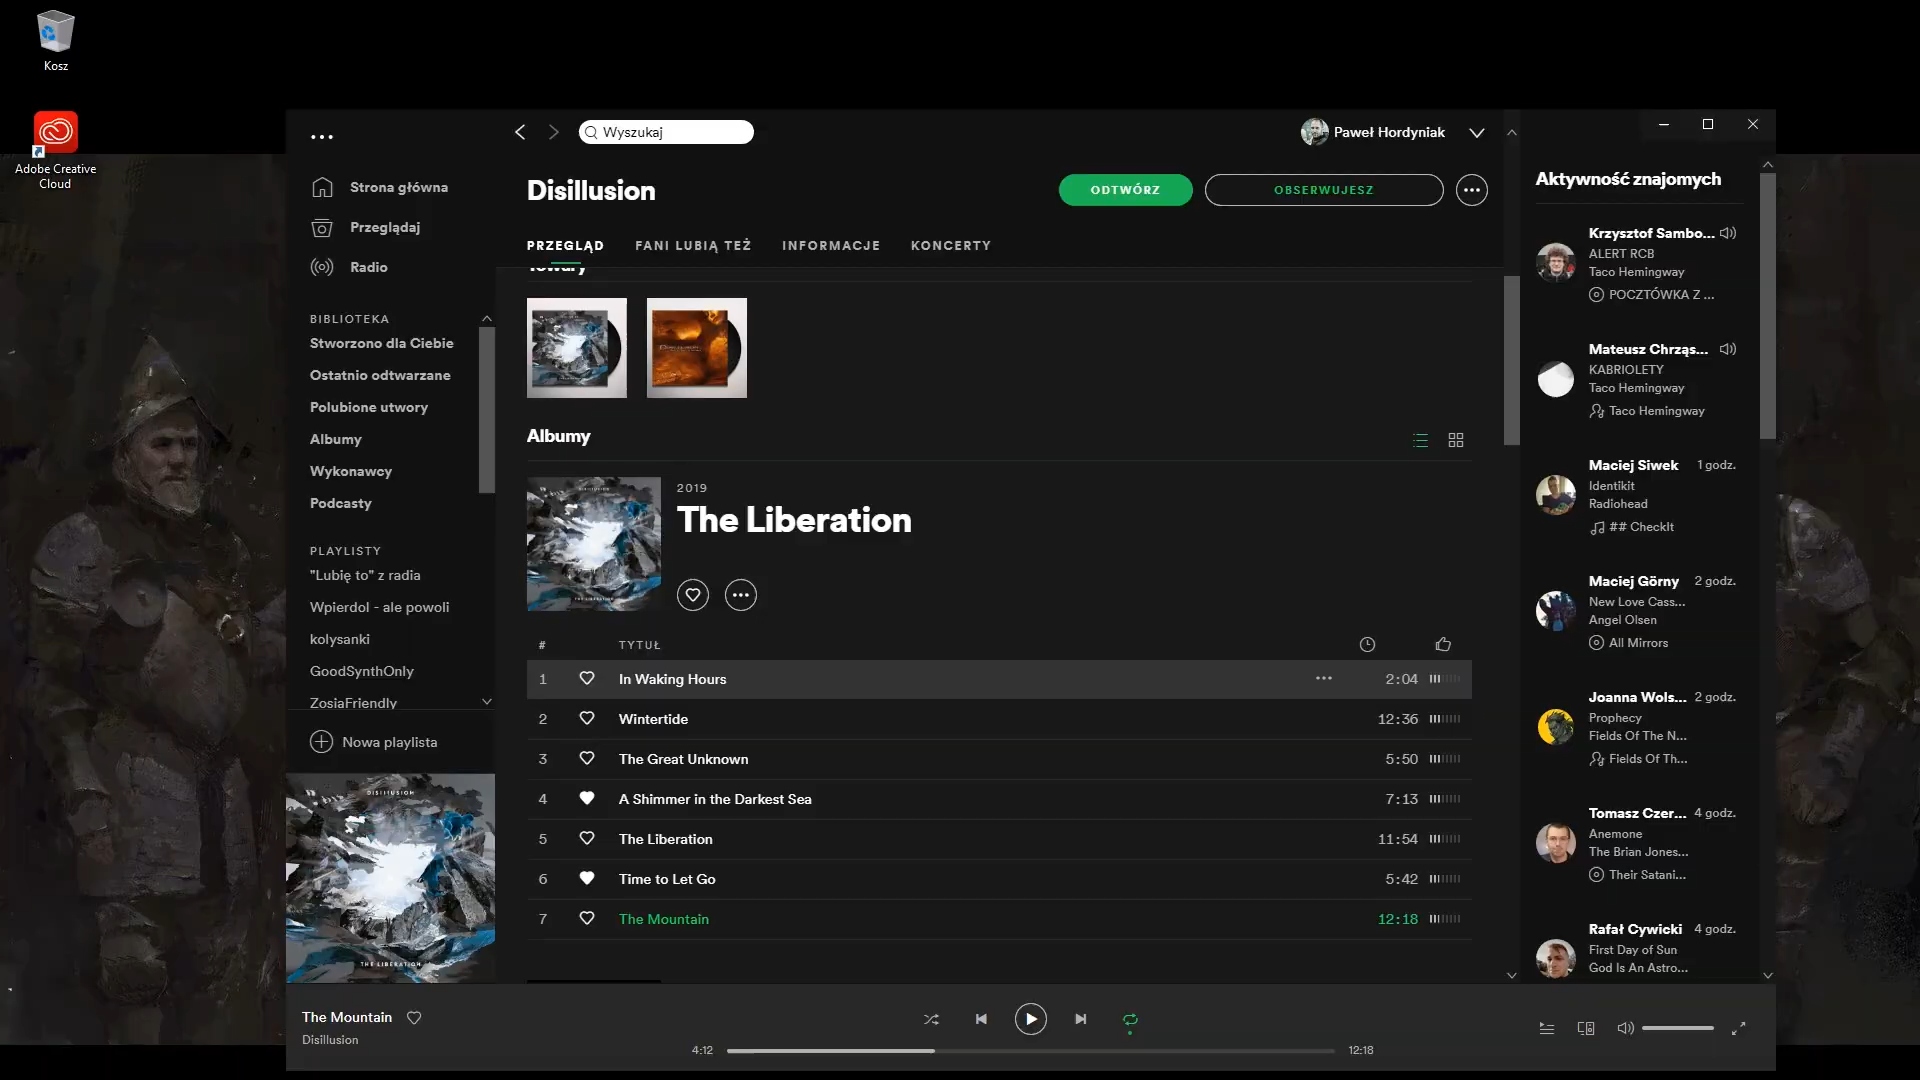 Kosz
Adobe Creative
Cloud
Wyszukaj
Paweł Hordyniak
Strona główna
Przeglądaj
Radio
BIBLIOTEKA
Stworzono dla Ciebie
Ostatnio odtwarzane
Polubione utwory
Albumy
Wykonawcy
Podcasty
PLAYLISTY
"Lubię to" z radia
Wpierdol - ale powoli
kolysanki
GoodSynthOnly
ZosiaFriendly
Nowa playlista
DISILLUSION
THE LIBERATION
Disillusion
ODTWÓRZ
OBSERWUJESZ
PRZEGLĄD FANI LUBIĄ TEŻ INFORMACJE KONCERTY
Towary
Albumy
DISILLUSION
THE LIBERATION
2019
The Liberation
# TYTUŁ
1 In Waking Hours 2:04
2 Wintertide 12:36
3 The Great Unknown 5:50
4 A Shimmer in the Darkest Sea 7:13
5 The Liberation 11:54
6 Time to Let Go 5:42
7 The Mountain 12:18
Aktywność znajomych
Krzysztof Sambo...
ALERT RCB
Taco Hemingway
POCZTÓWKA Z ...
Mateusz Chrząs...
KABRIOLETY
Taco Hemingway
Taco Hemingway
Maciej Siwek 1 godz.
Identikit
Radiohead
## CheckIt
Maciej Górny 2 godz.
New Love Cass...
Angel Olsen
All Mirrors
Joanna Wols... 2 godz.
Prophecy
Fields Of The N...
Fields Of Th...
Tomasz Czer... 4 godz.
Anemone
The Brian Jones...
Their Satani...
Rafał Cywicki 4 godz.
First Day of Sun
God Is An Astro...
The Mountain
Disillusion
4:12
12:18